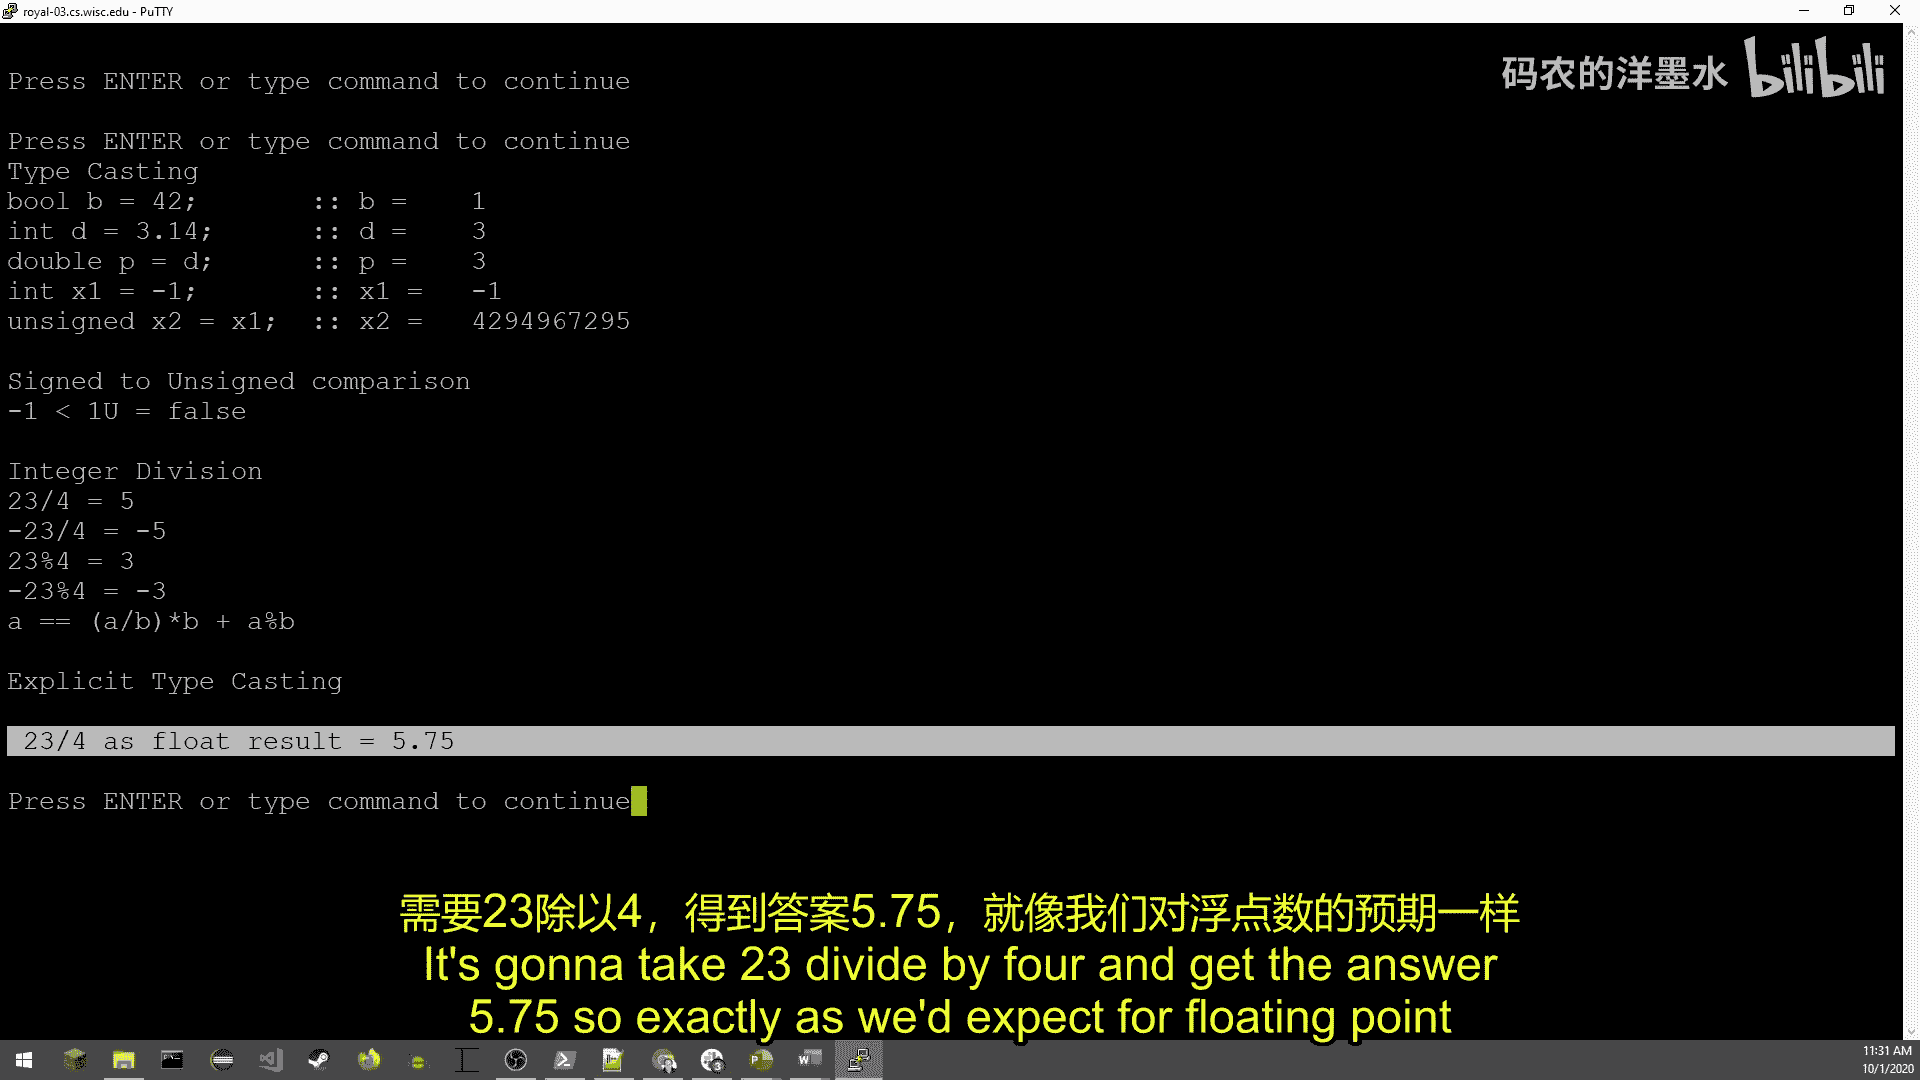 royal-03.cs.wisc.edu - PuTTY
码农的洋墨水 bilibili
Press ENTER or type command to continue
Press ENTER or type command to continue
Type Casting
bool b = 42; :: b = 1
int d = 3.14; :: d = 3
double p = d; :: p = 3
int x1 = -1; :: x1 = -1
unsigned x2 = x1; :: x2 = 4294967295
Signed to Unsigned comparison
-1 < 1U = false
Integer Division
23/4 = 5
-23/4 = -5
23%4 = 3
-23%4 = -3
a == (a/b)*b + a%b
Explicit Type Casting
23/4 as float result = 5.75
Press ENTER or type command to continue
需要23除以4，得到答案5.75，就像我们对浮点数的预期一样
It's gonna take 23 divide by four and get the answer
5.75 so exactly as we'd expect for floating point
11:31 AM
10/1/2020